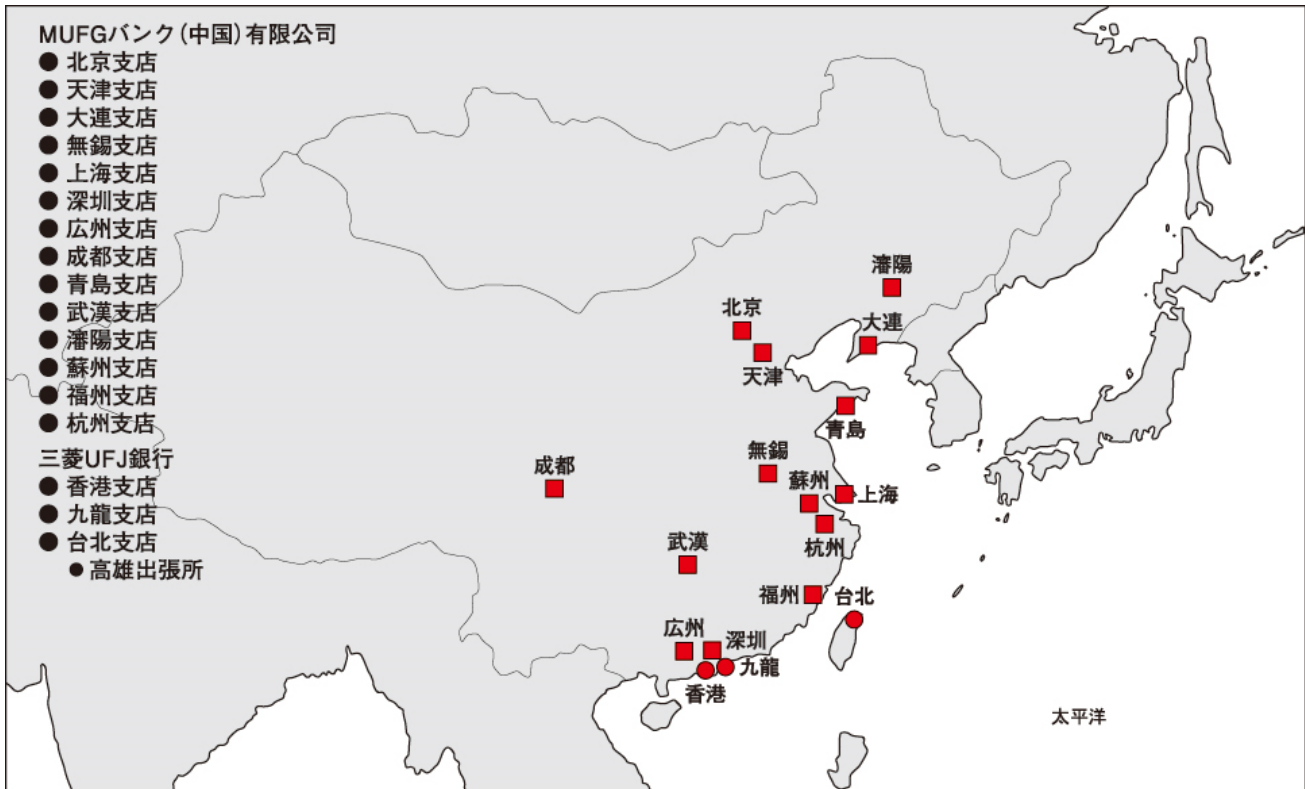 MUFGバンク(中国)有限公司
● 北京支店
● 天津支店
● 大連支店
● 無錫支店
● 上海支店
● 深圳支店
● 広州支店
● 成都支店
● 青島支店
● 武漢支店
● 瀋陽支店
● 蘇州支店
● 福州支店
● 杭州支店
三菱UFJ銀行
● 香港支店
● 九龍支店
● 台北支店
● 高雄出張所
瀋陽
北京
大連
天津
青島
無錫
成都
蘇州
上海
杭州
武漢
福州
台北
広州
深圳
九龍
香港
太平洋